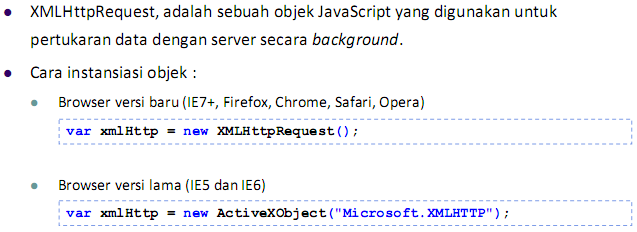 XMLHttpRequest, adalah sebuah objek JavaScript yang digunakan untuk
pertukaran data dengan server secara background.
Cara instansiasi objek :
Browser versi baru (IE7+, Firefox, Chrome, Safari, Opera)
var xmlHttp = new XMLHttpRequest();
Browser versi lama (IE5 dan IE6)
var xmlHttp = new ActiveXObject("Microsoft.XMLHTTP");